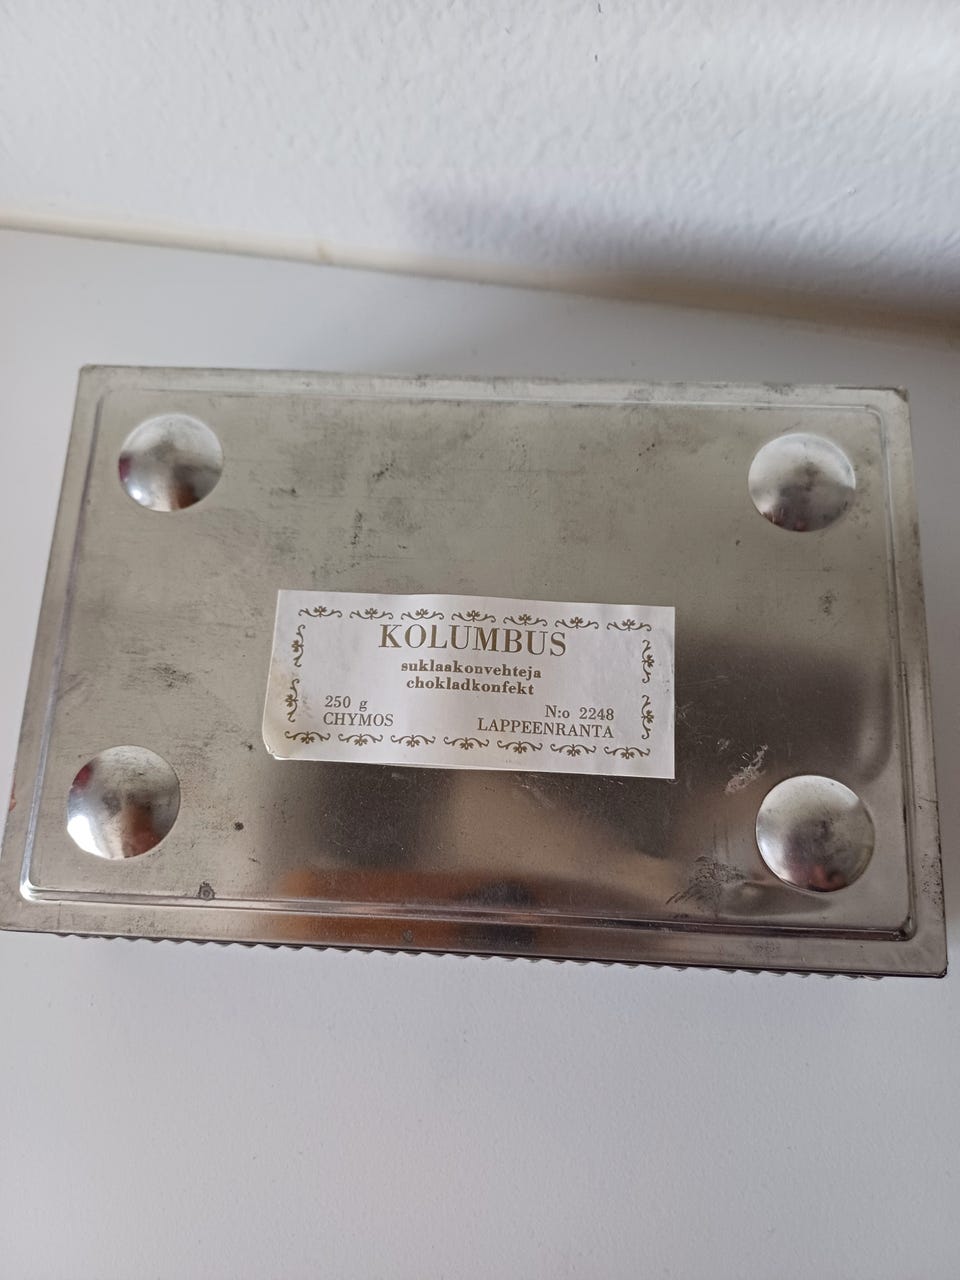 KOLUMBUS
suklaakonvehteja
chokladkonfekt
250 g N:o 2248
CHYMOS LAPPEENRANTA